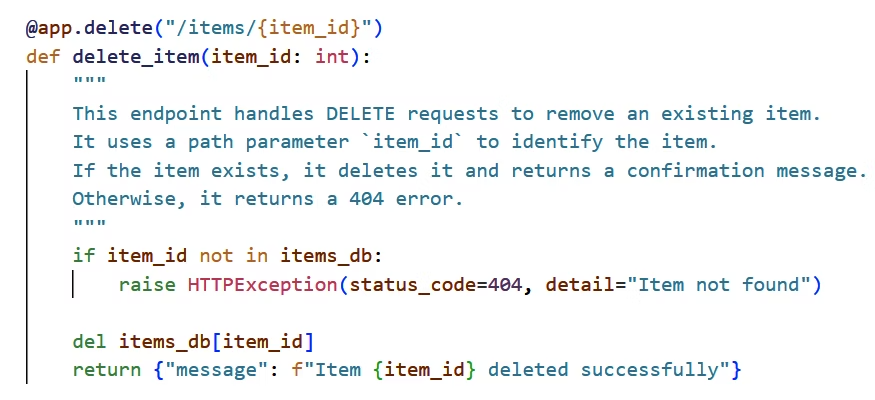 @app.delete("/items/{item_id}")
def delete_item(item_id: int):
    """
    This endpoint handles DELETE requests to remove an existing item.
    It uses a path parameter `item_id` to identify the item.
    If the item exists, it deletes it and returns a confirmation message.
    Otherwise, it returns a 404 error.
    """
    if item_id not in items_db:
        raise HTTPException(status_code=404, detail="Item not found")

    del items_db[item_id]
    return {"message": f"Item {item_id} deleted successfully"}